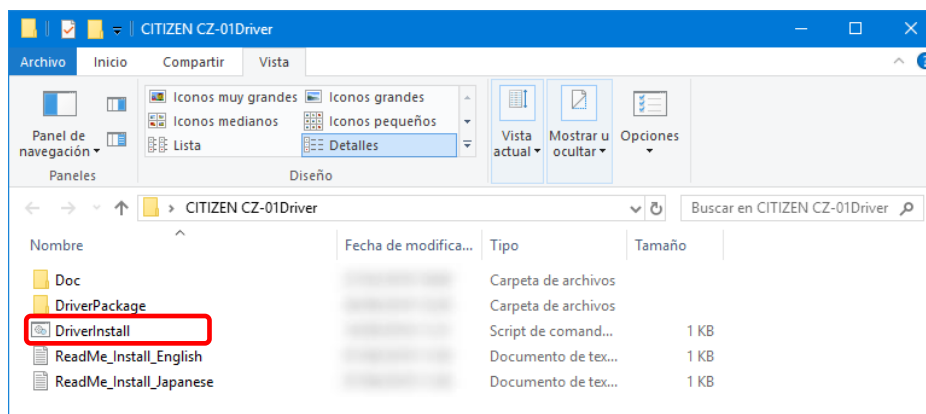 CITIZEN CZ-01Driver
Archivo Inicio Compartir Vista
Iconos muy grandes Iconos grandes
Iconos medianos Iconos pequeños
Lista Detalles
Panel de navegación
Vista actual
Mostrar u ocultar
Opciones
Paneles Diseño
CITIZEN CZ-01Driver Buscar en CITIZEN CZ-01Driver
Nombre Fecha de modifica... Tipo Tamaño
Doc Carpeta de archivos
DriverPackage Carpeta de archivos
DriverInstall Script de comand... 1 KB
ReadMe_Install_English Documento de tex... 1 KB
ReadMe_Install_Japanese Documento de tex... 1 KB